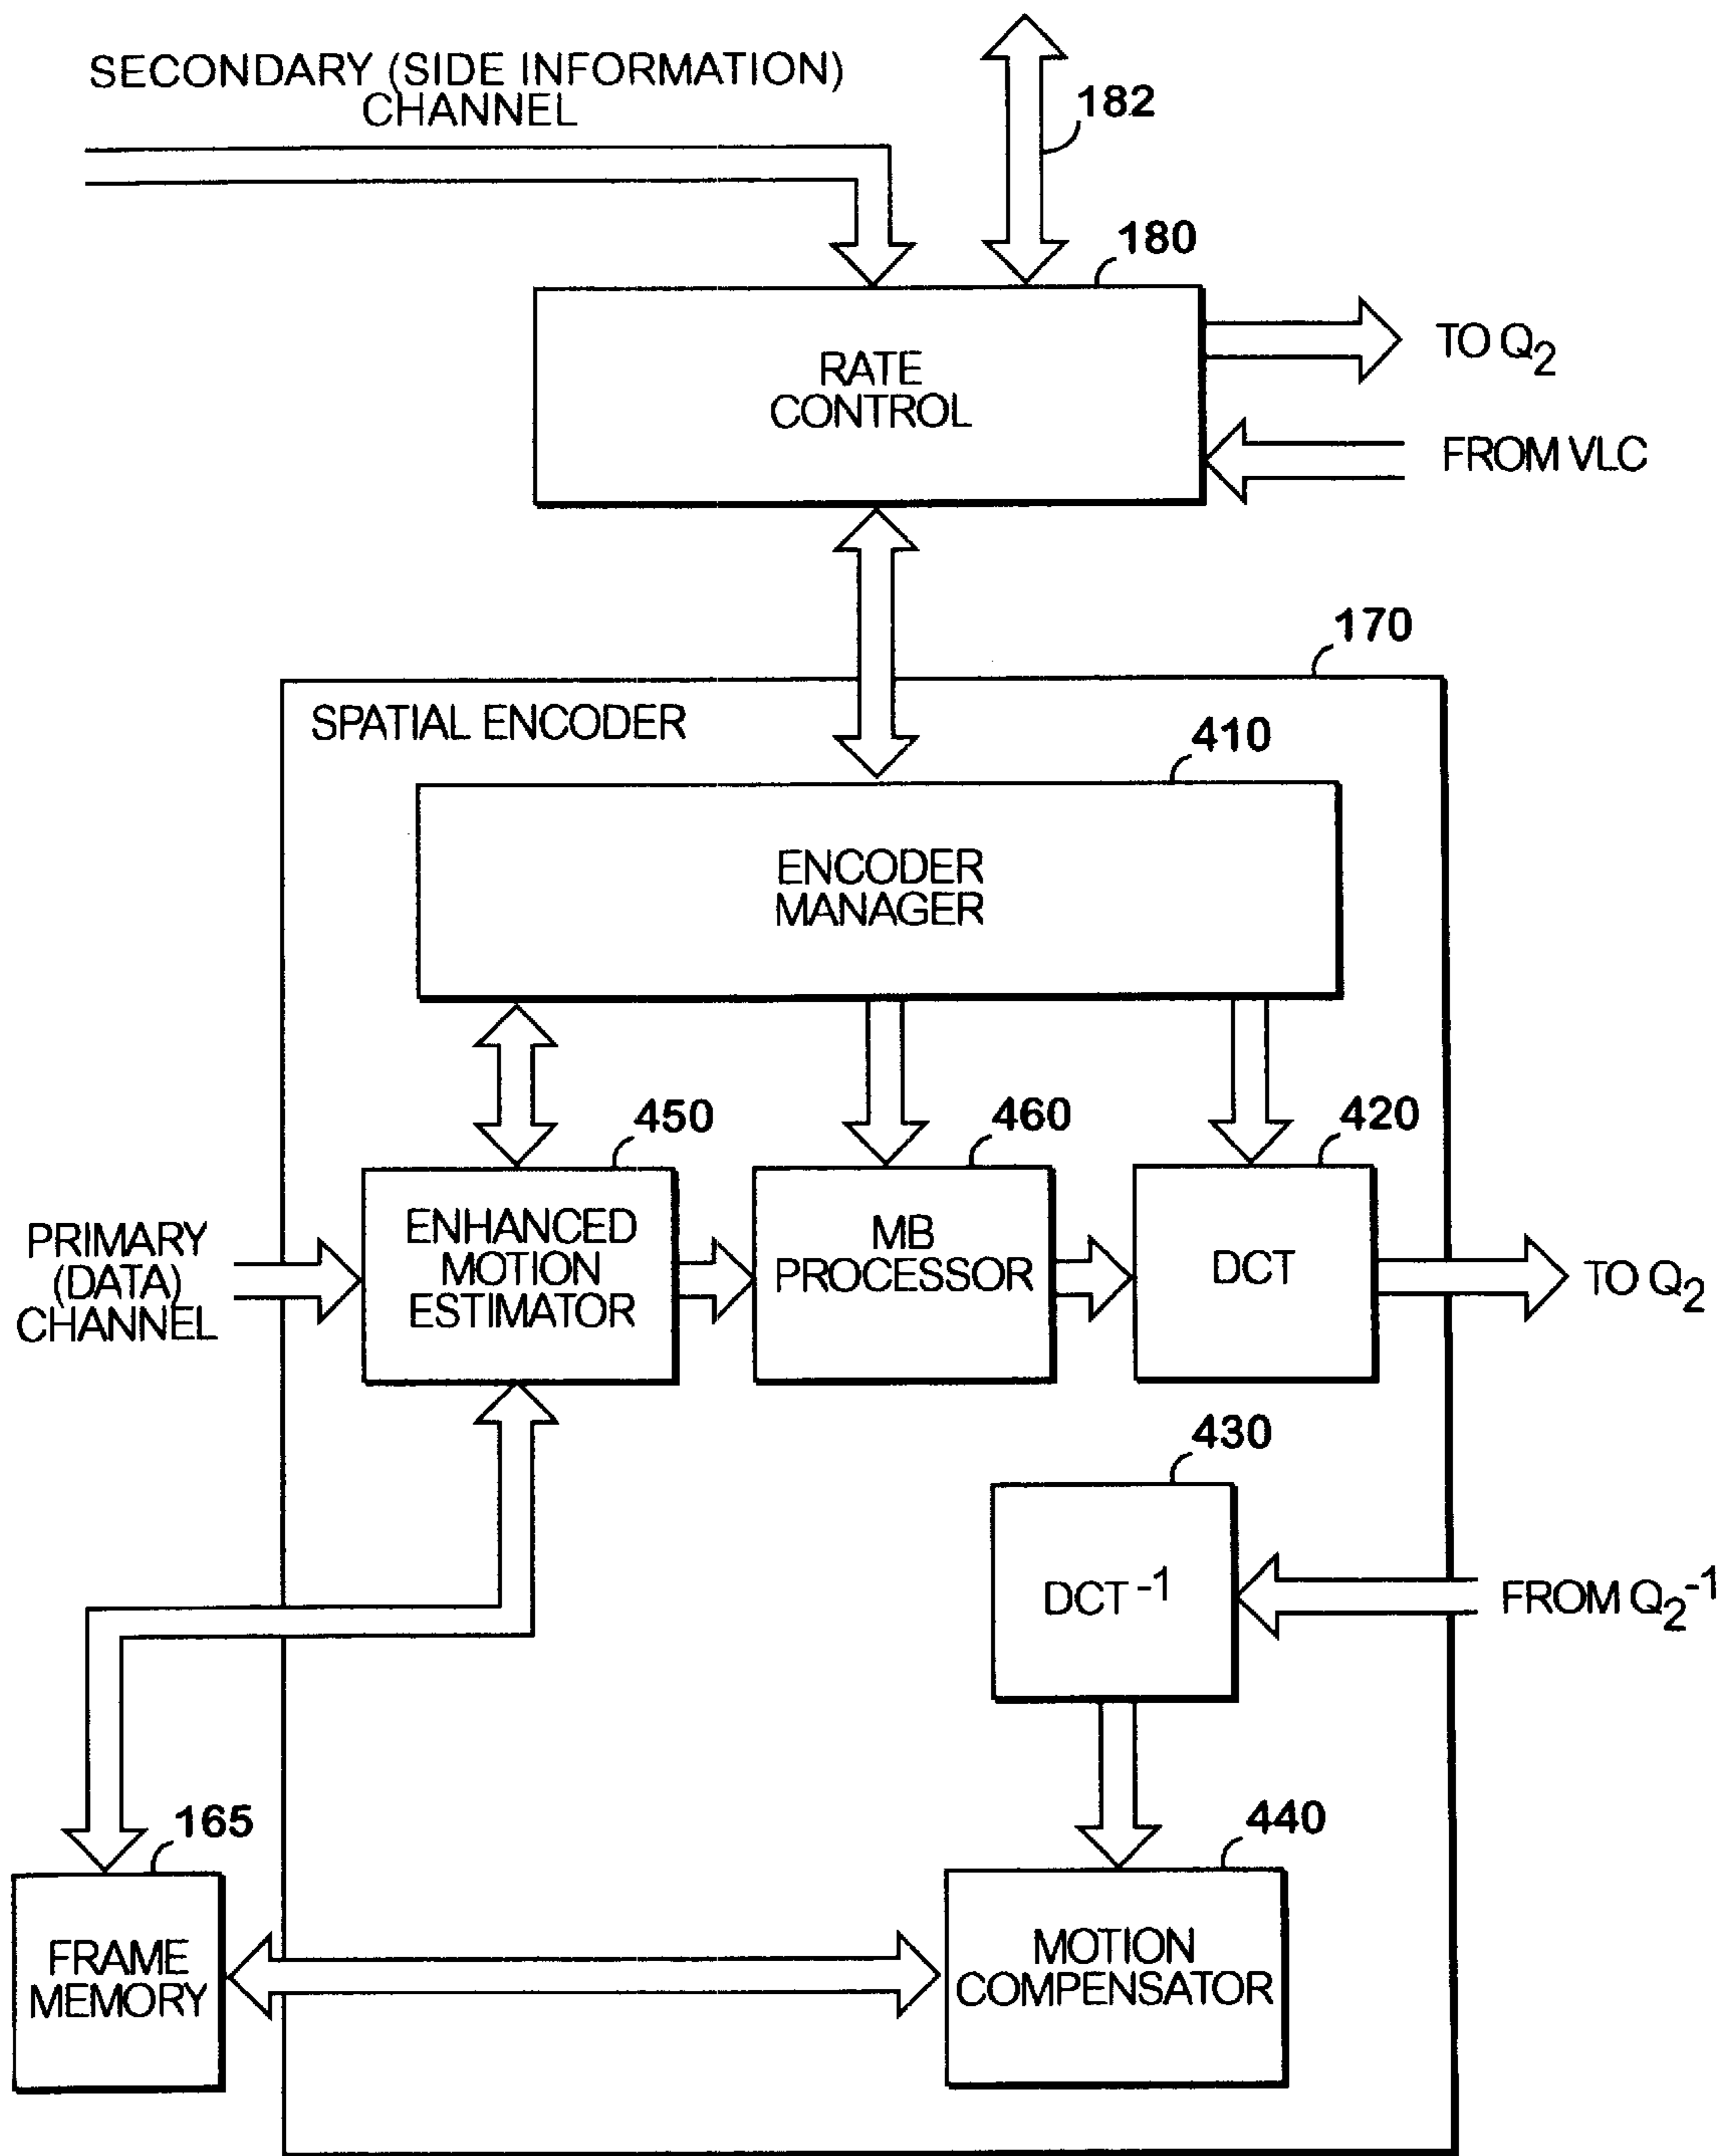 SECONDARY (SIDE INFORMATION)
CHANNEL
182
180
RATE
CONTROL
TO Q2
FROM VLC
170
SPATIAL ENCODER
410
ENCODER
MANAGER
450
460
420
PRIMARY
(DATA)
CHANNEL
ENHANCED
MOTION
ESTIMATOR
MB
PROCESSOR
DCT
TO Q2
430
DCT-1
FROM Q2-1
165
440
FRAME
MEMORY
MOTION
COMPENSATOR